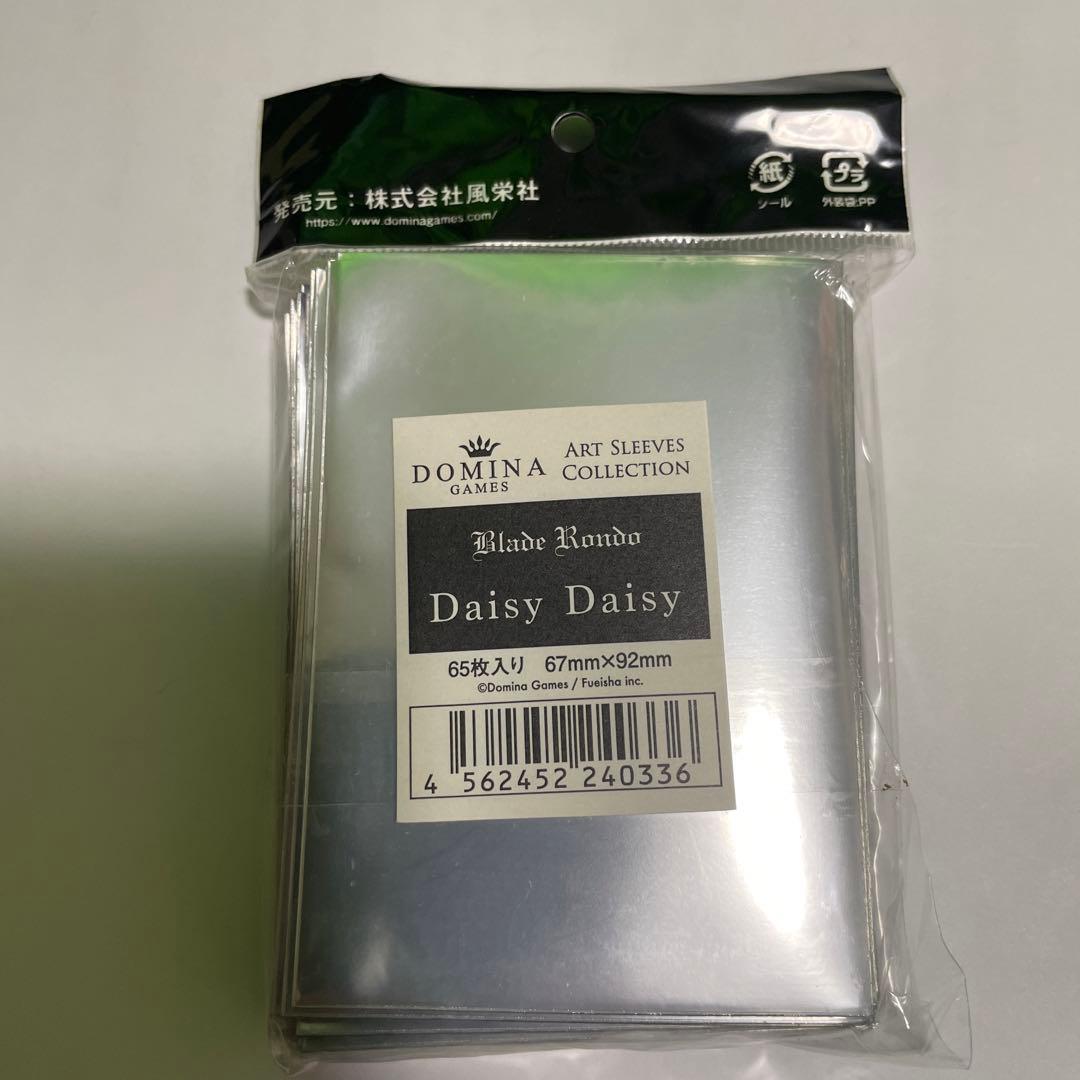 発売元：株式会社風栄社
https://www.dominagames.com/
紙
シール
プラ
外装袋:PP
DOMINA
GAMES
ART SLEEVES
COLLECTION
Blade Rondo
Daisy Daisy
65枚入り 67mm×92mm
©Domina Games / Fueisha inc.
4 562452 240336